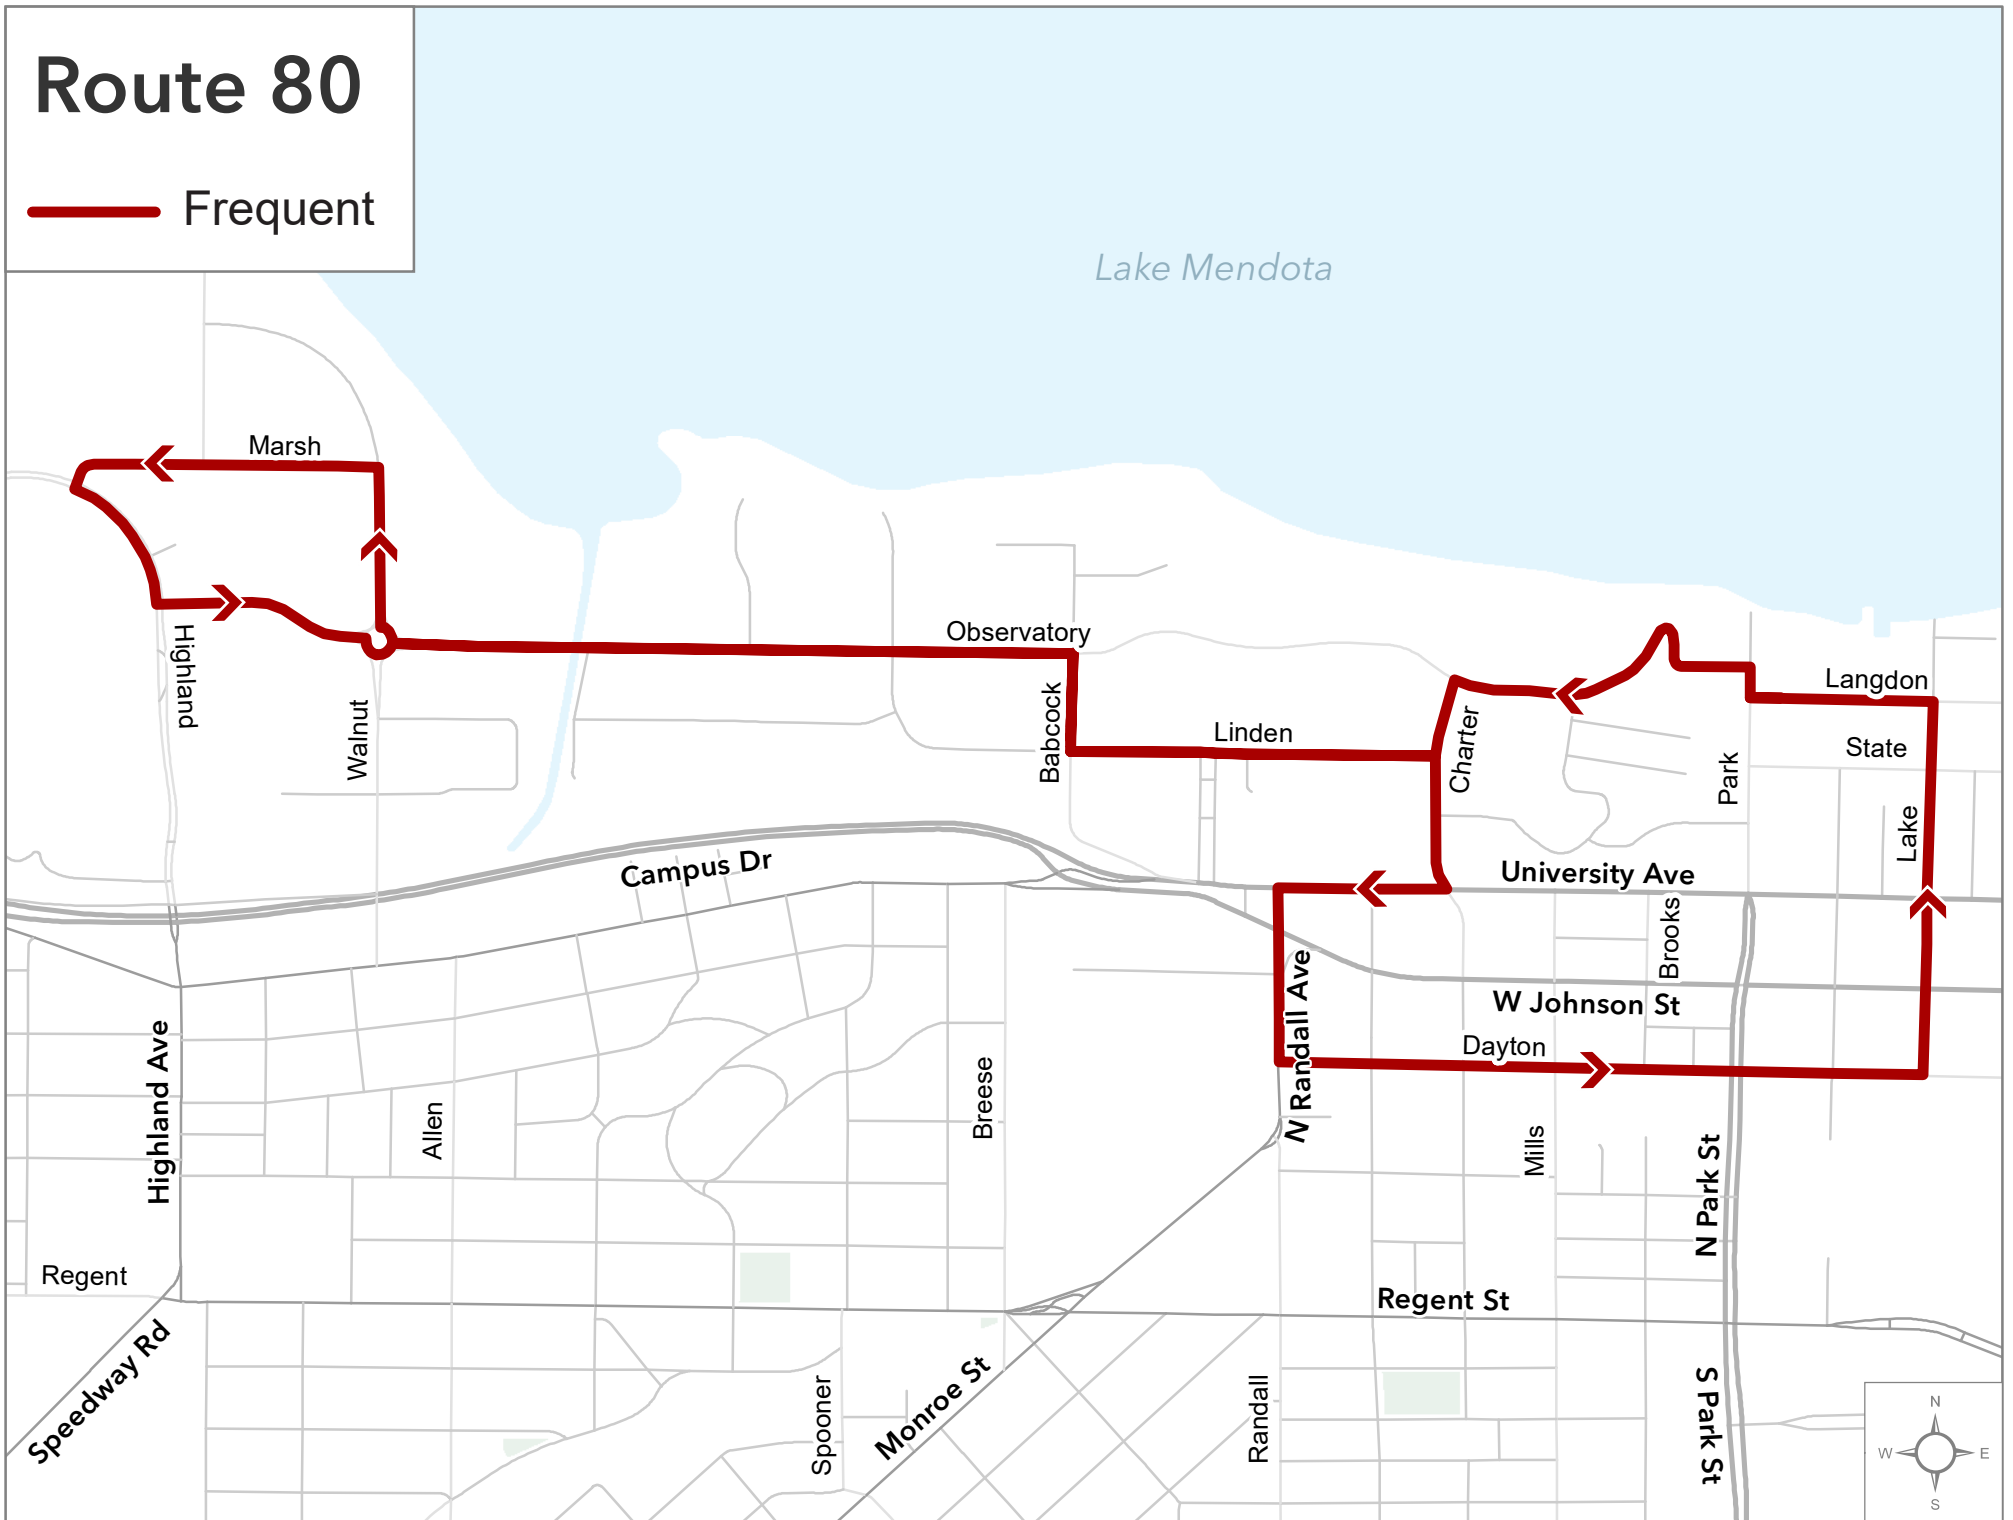 Route 80
Frequent
Lake Mendota
Marsh
Observatory
Highland
Langdon
Babcock
Walnut
Linden
Charter
State
Park
Lake
Campus Dr
University Ave
Brooks
N Randall Ave
W Johnson St
Dayton
Highland Ave
Allen
Breese
Mills
N Park St
Regent
Regent St
Speedway Rd
Spooner
Monroe St
Randall
S Park St
N
W
E
S